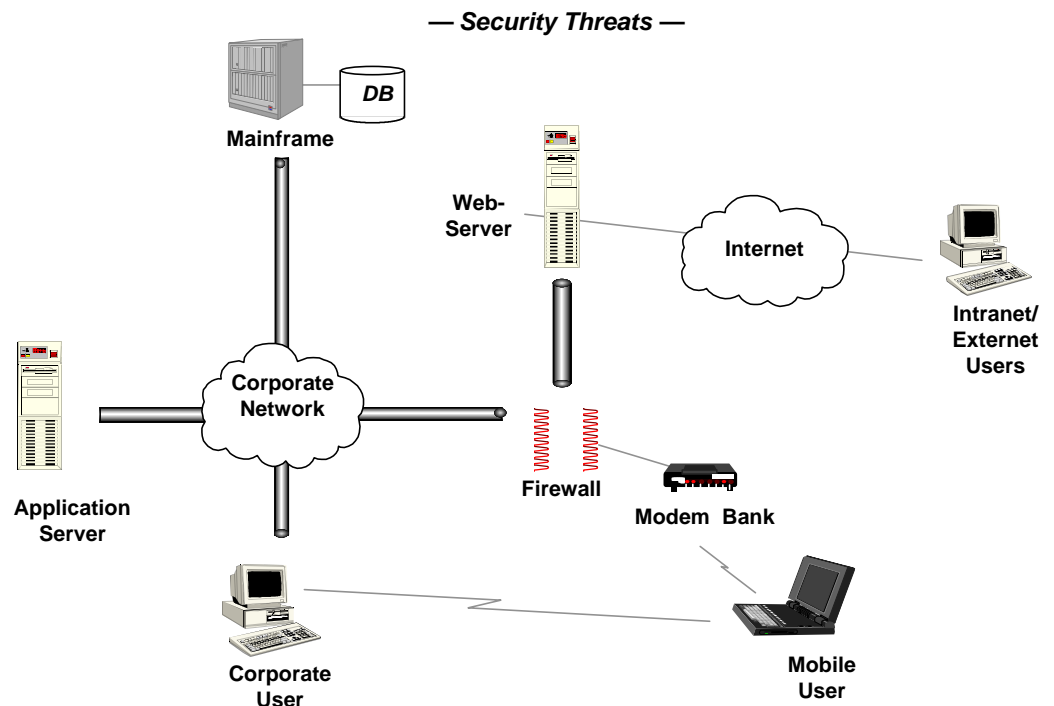 — Security Threats —
DB
Mainframe
Web-
Server
Internet
Intranet/
Externet
Users
Corporate
Network
Application
Server
Firewall
Modem Bank
Corporate
User
Mobile
User